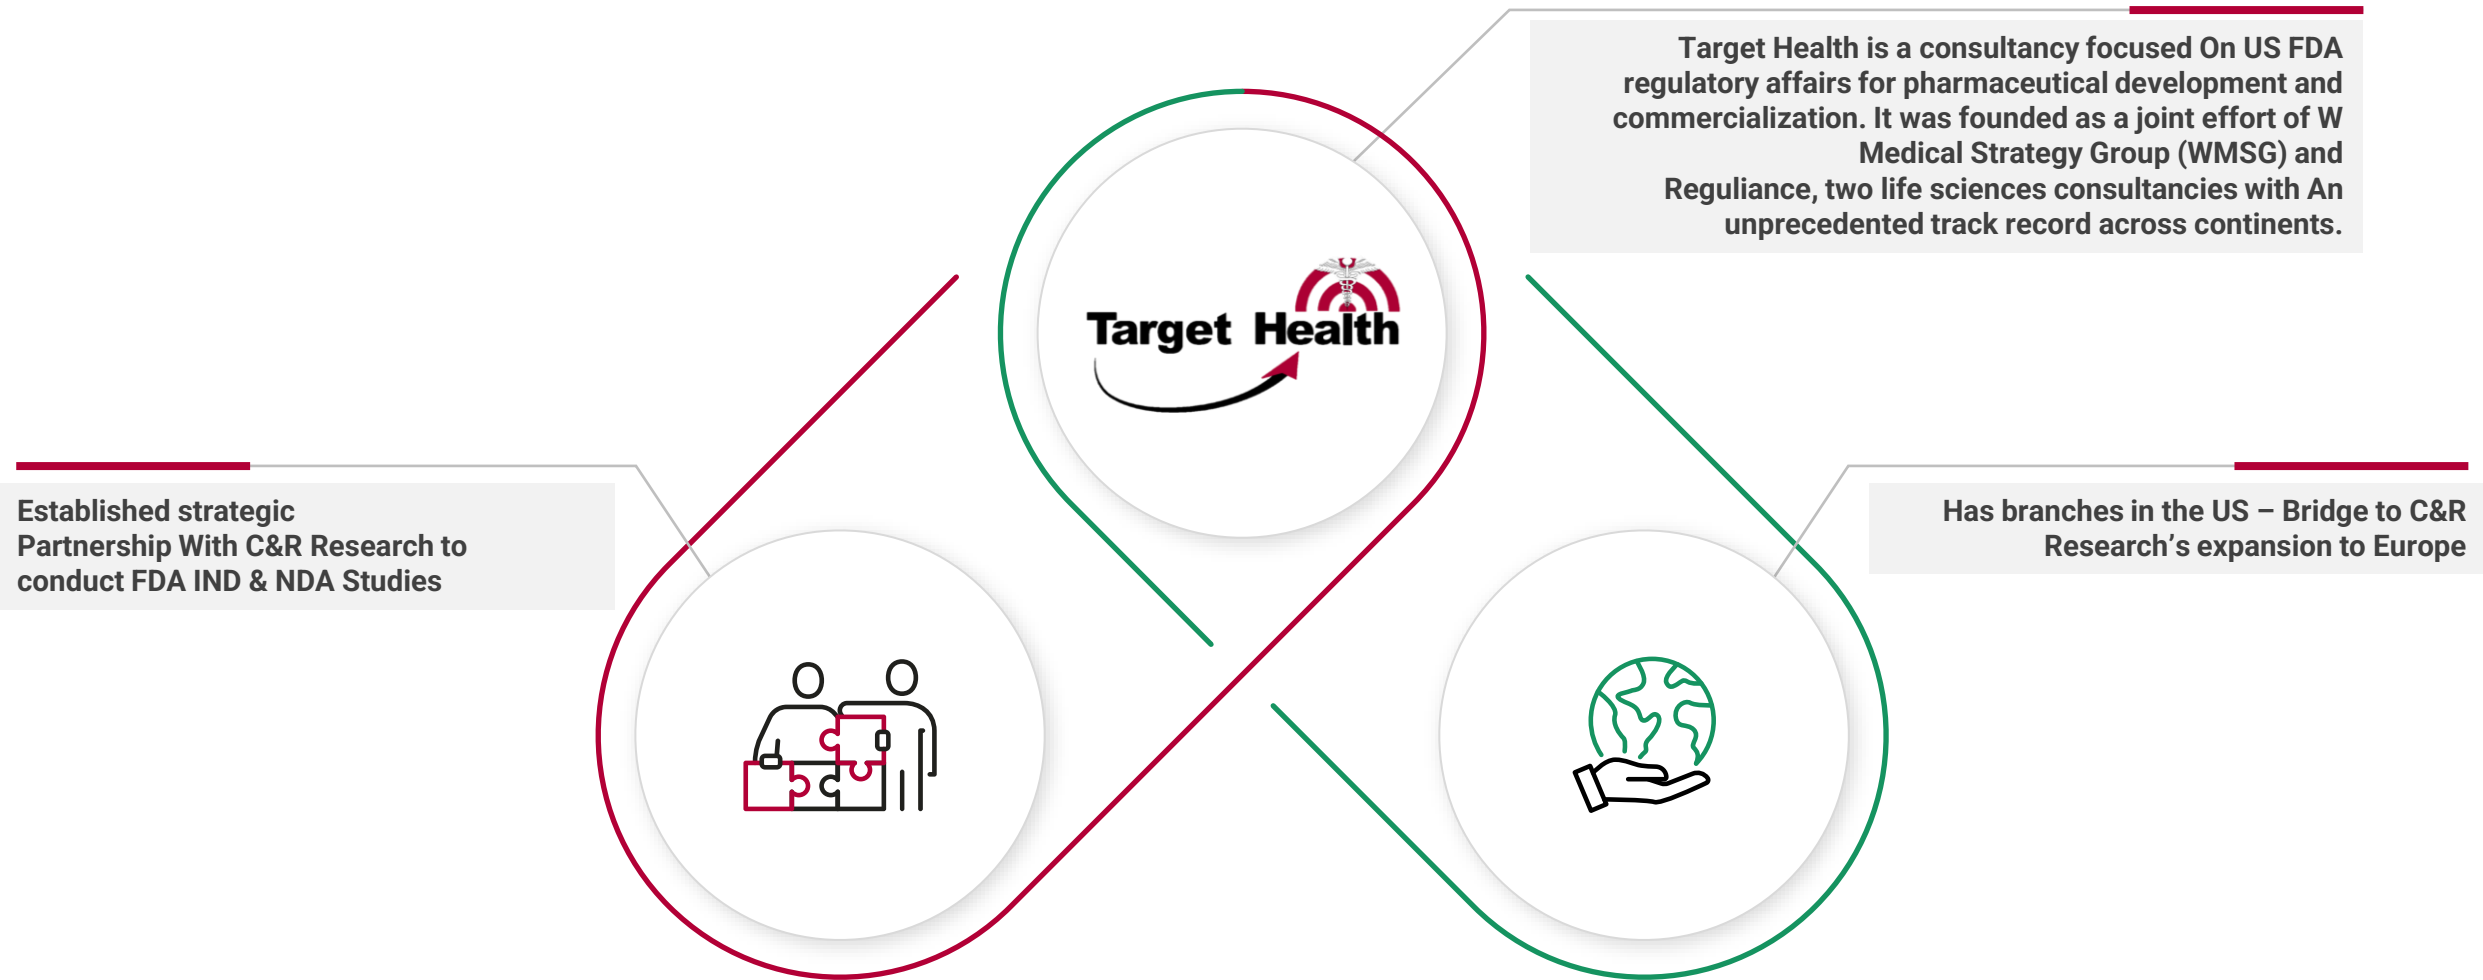 Target Health is a consultancy focused On US FDA
regulatory affairs for pharmaceutical development and
commercialization. It was founded as a joint effort of W
Medical Strategy Group (WMSG) and
Reguliance, two life sciences consultancies with An
unprecedented track record across continents.
Target Health
Established strategic
Partnership With C&R Research to
conduct FDA IND & NDA Studies
Has branches in the US – Bridge to C&R
Research’s expansion to Europe